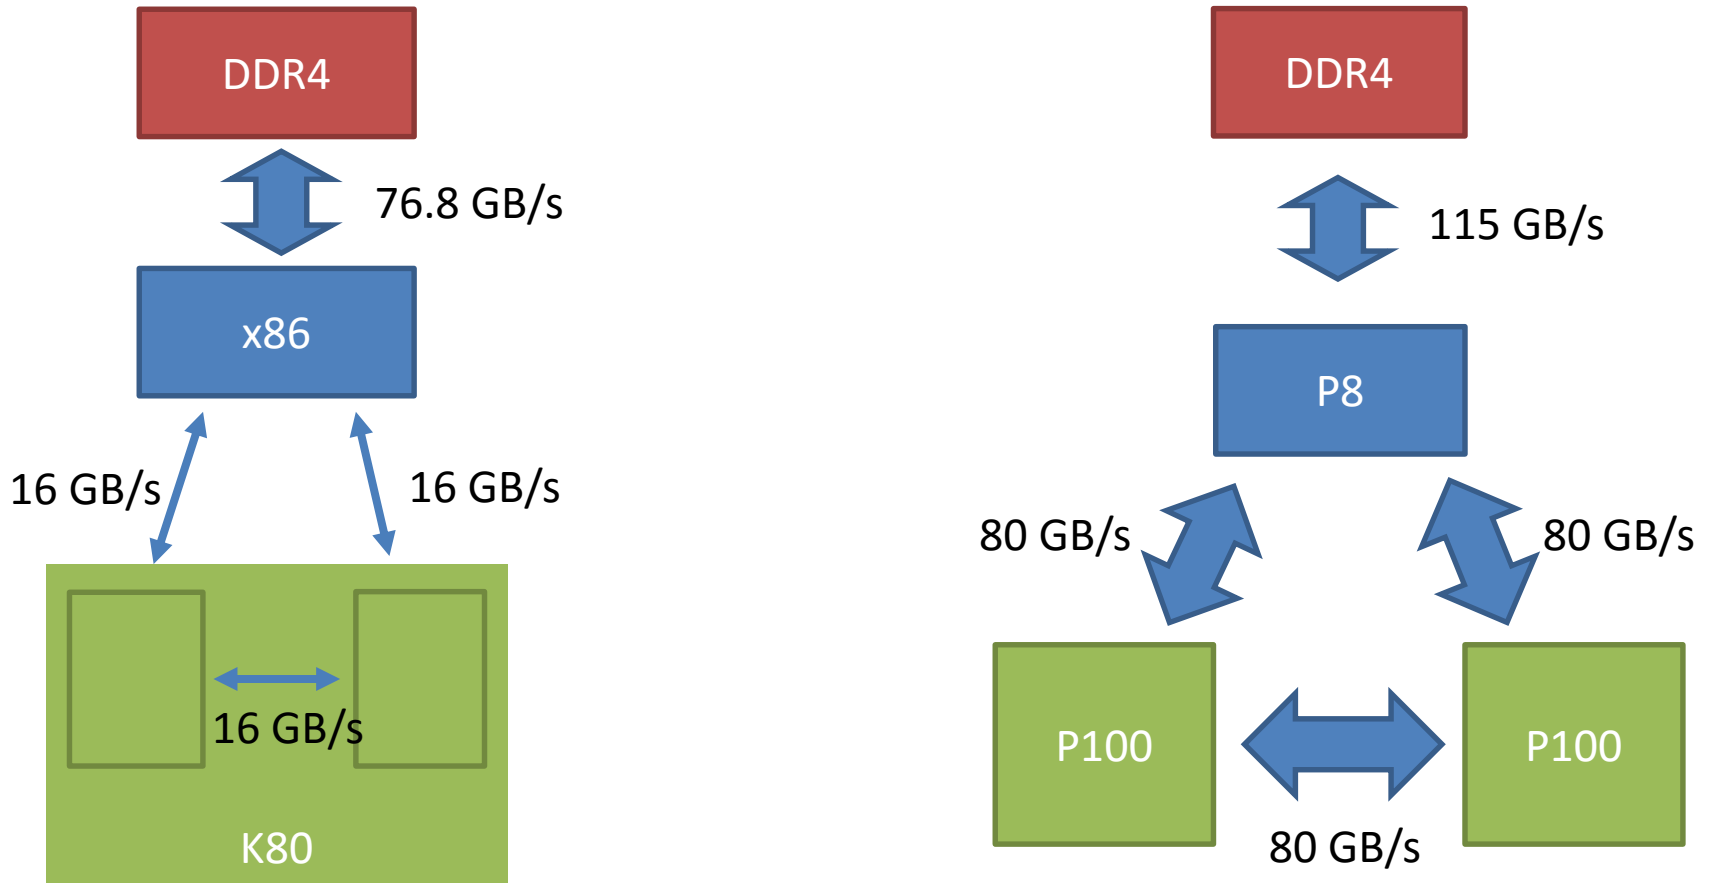 DDR4
76.8 GB/s
x86
16 GB/s
16 GB/s
16 GB/s
K80
DDR4
115 GB/s
P8
80 GB/s
80 GB/s
P100
P100
80 GB/s